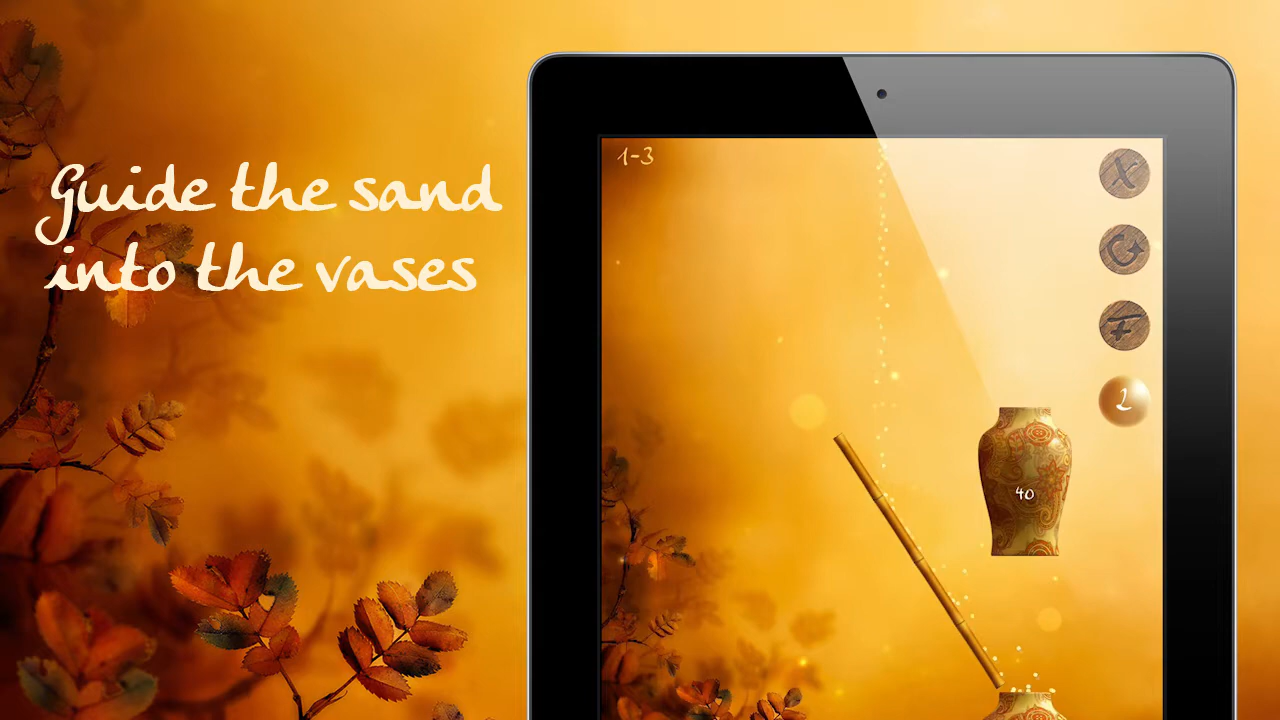 Guide the sand
into the vases
1-3
X
F
2
40